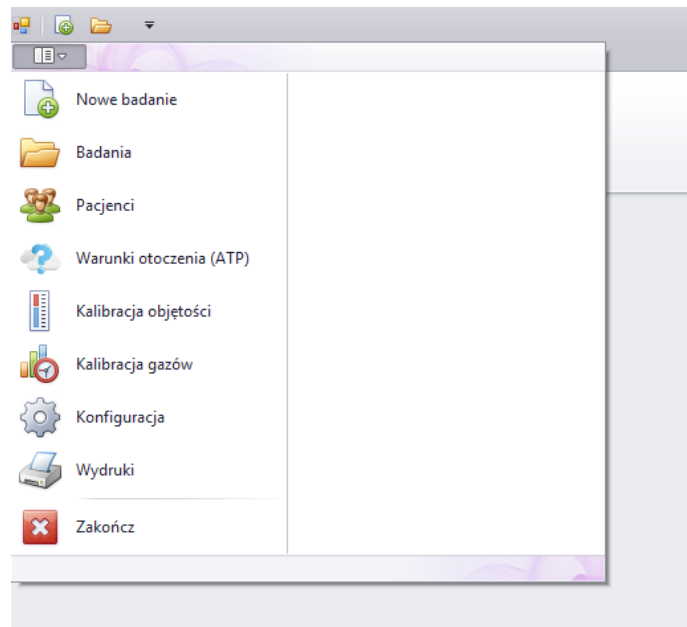 Nowe badanie
Badania
Pacjenci
Warunki otoczenia (ATP)
Kalibracja objętości
Kalibracja gazów
Konfiguracja
Wydruki
Zakończ